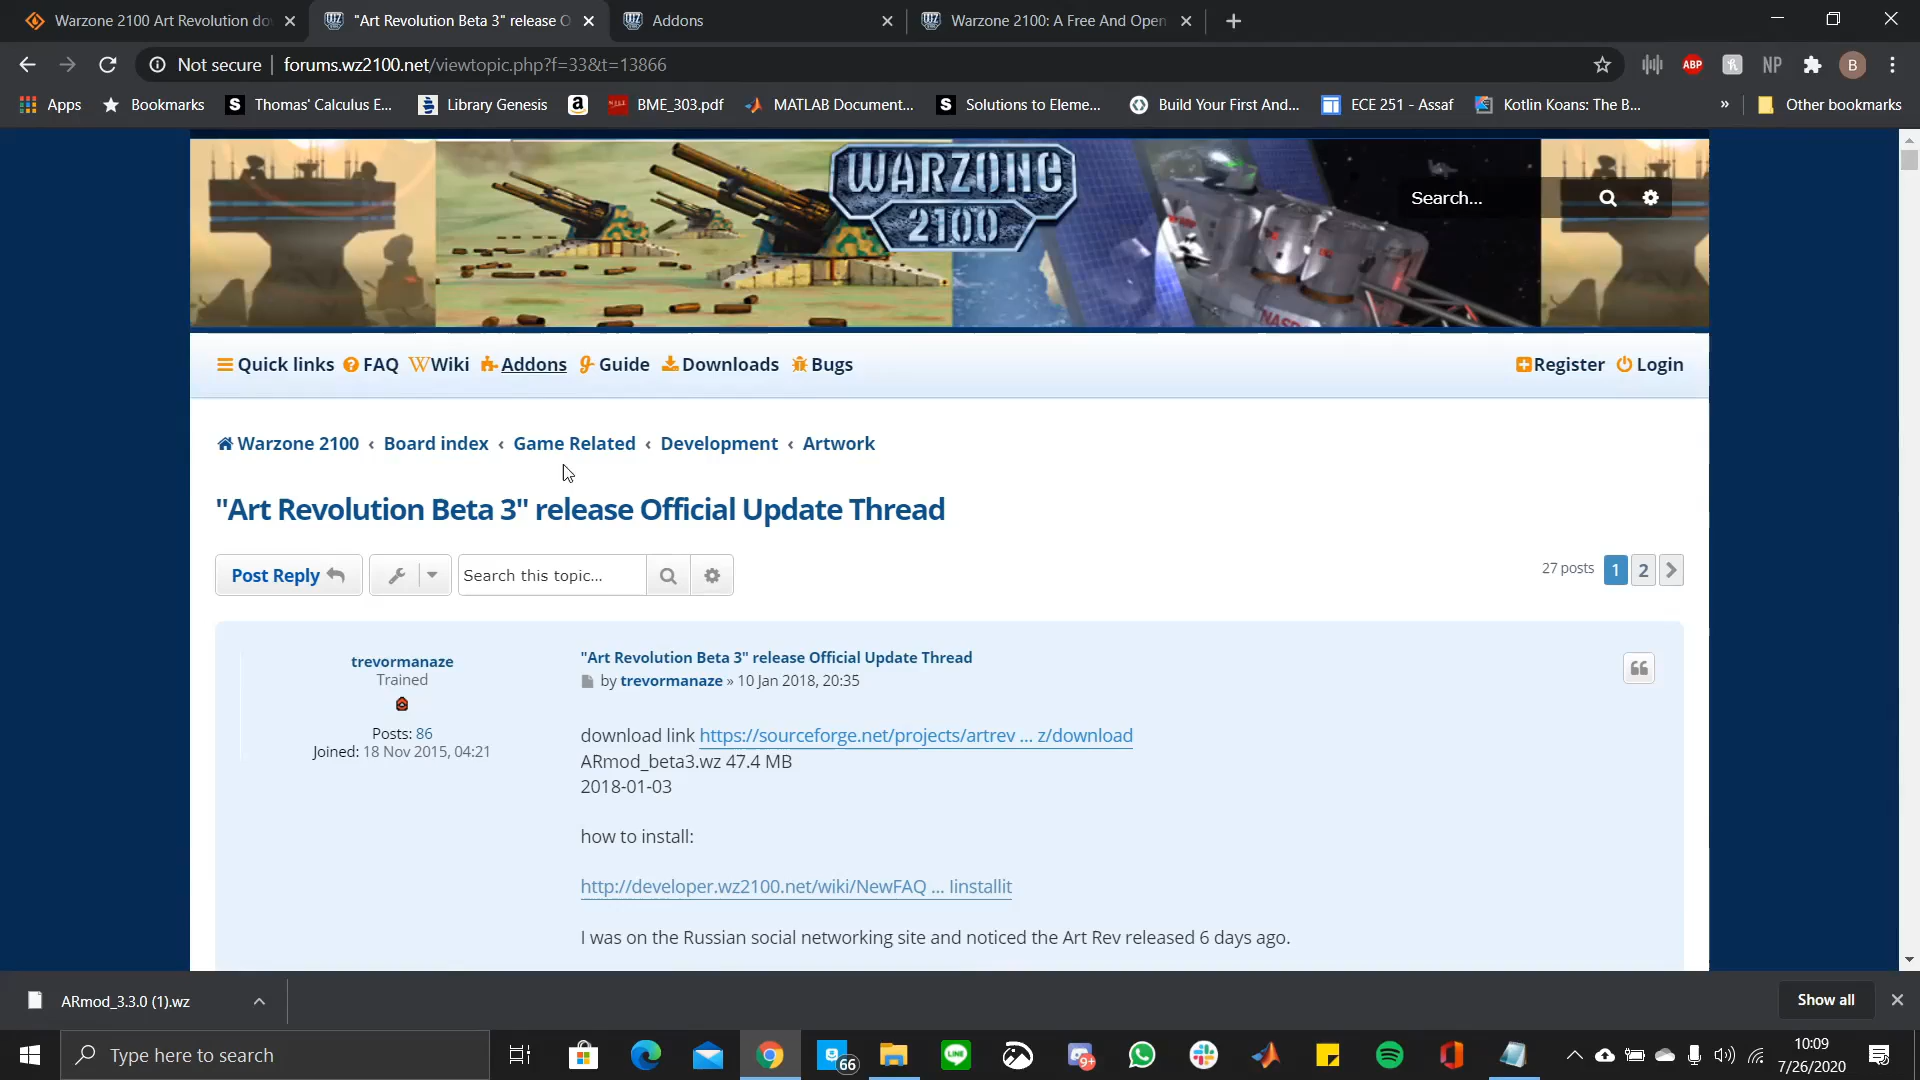 Warzone 2100 Art Revolution do
"Art Revolution Beta 3" release O
Addons
Warzone 2100: A Free And Open
Not secure
forums.wz2100.net/viewtopic.php?f=33&t=13866
ABP
NP
B
Apps
Bookmarks
Thomas' Calculus E...
Library Genesis
BME_303.pdf
MATLAB Document...
Solutions to Eleme...
Build Your First And...
ECE 251 - Assaf
Kotlin Koans: The B...
»
Other bookmarks
WARZONE
2100
Search...
Quick links
FAQ
Wiki
Addons
Guide
Downloads
Bugs
Register
Login
Warzone 2100 ‹ Board index ‹ Game Related ‹ Development ‹ Artwork
"Art Revolution Beta 3" release Official Update Thread
Post Reply
Search this topic...
27 posts
1
2
trevormanaze
Trained
Posts: 86
Joined: 18 Nov 2015, 04:21
"Art Revolution Beta 3" release Official Update Thread
by trevormanaze » 10 Jan 2018, 20:35
download link https://sourceforge.net/projects/artrev ... z/download
ARmod_beta3.wz 47.4 MB
2018-01-03
how to install:
http://developer.wz2100.net/wiki/NewFAQ ... Iinstallit
I was on the Russian social networking site and noticed the Art Rev released 6 days ago.
ARmod_3.3.0 (1).wz
Show all
Type here to search
66
LINE
9+
10:09
7/26/2020